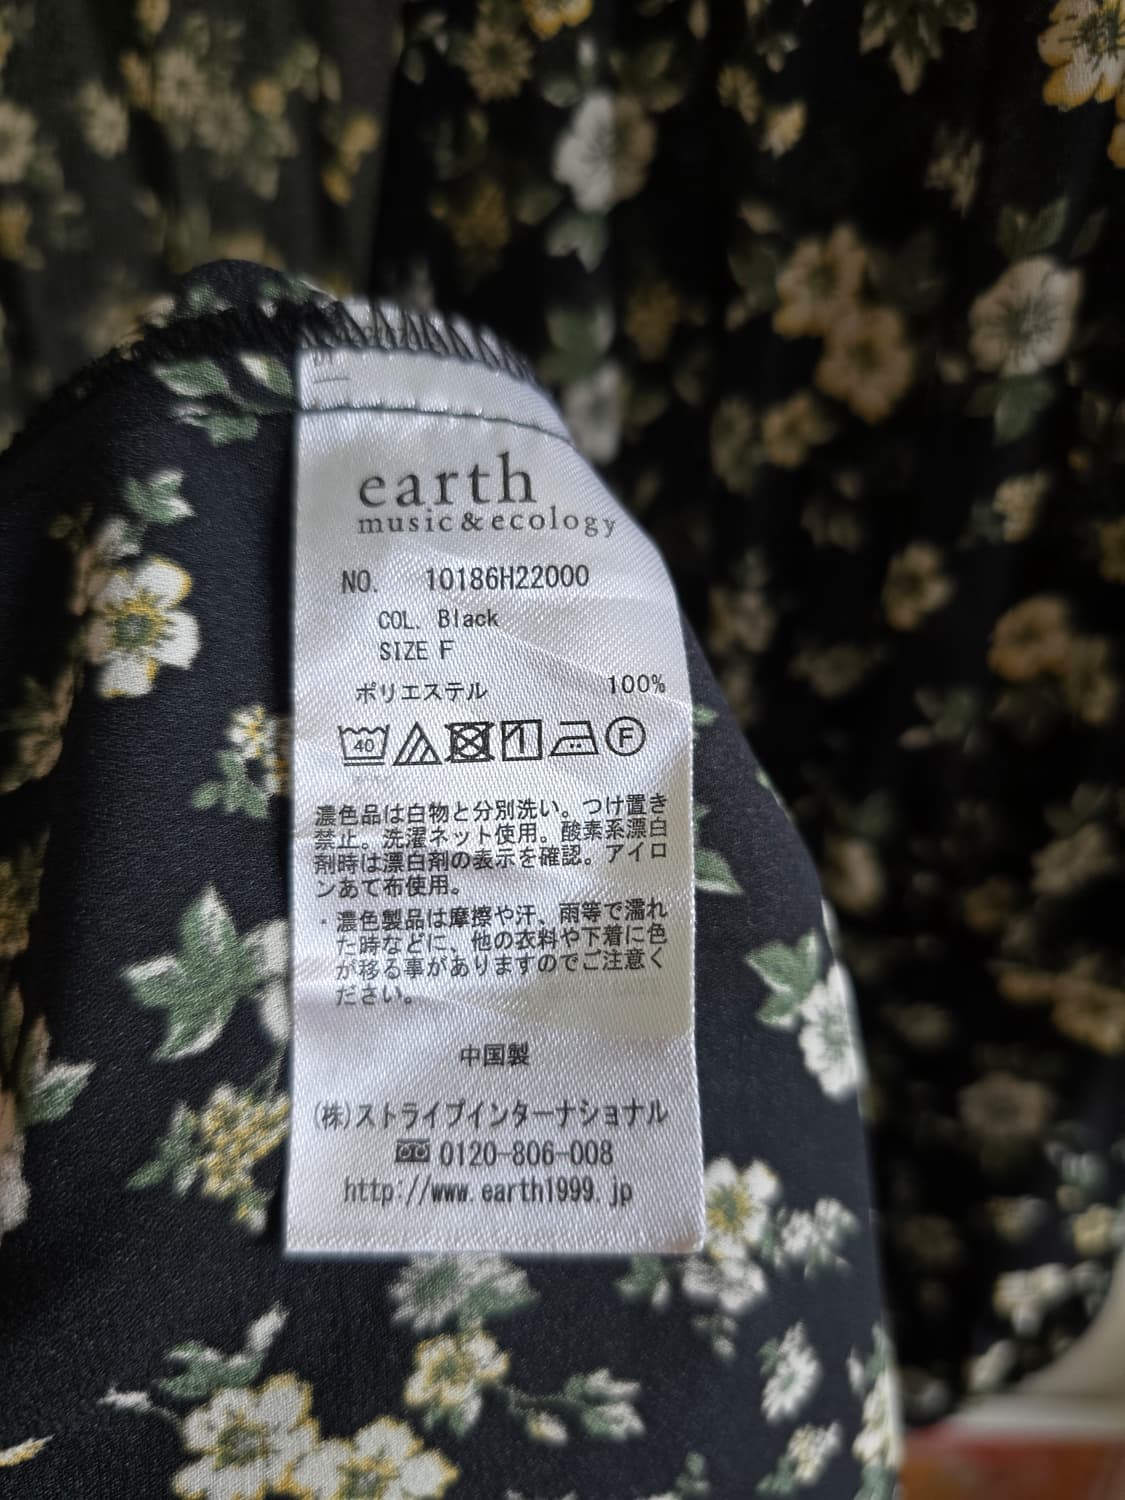 earth
music&ecology
NO. 10186H22000
COL. Black
SIZE F
ポリエステル 100%
40 F
濃色品は白物と分別洗い。つけ置き
禁止。洗濯ネット使用。酸素系漂白
剤時は漂白剤の表示を確認。アイロ
ンあて布使用。
・濃色製品は摩擦や汗、雨等で濡れ
た時などに、他の衣料や下着に色
が移る事がありますのでご注意く
ださい。
中国製
(株)ストライプインターナショナル
0120-806-008
http://www.earth1999.jp